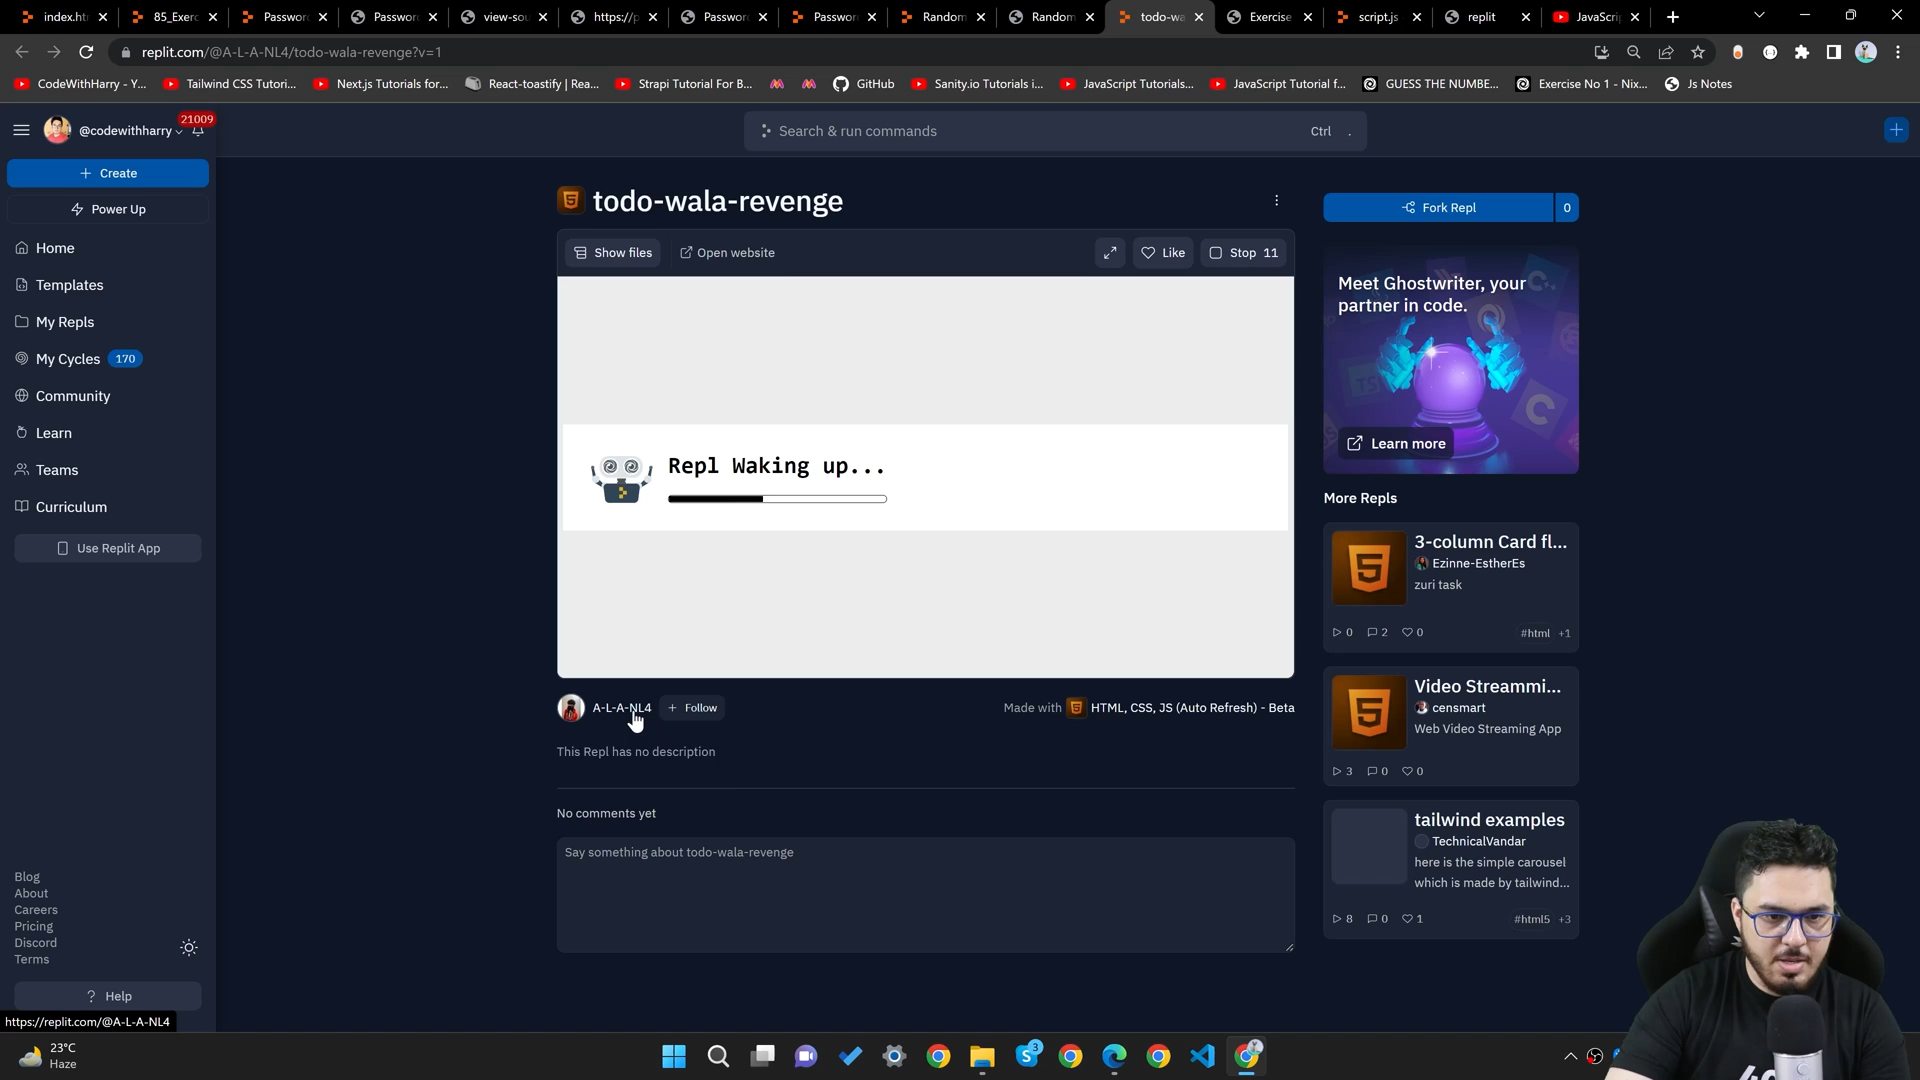 index.ht
85_Exerc
Passwor
Passwor
view-sou
https://p
Passwor
Passwor
Random
Random
todo-wa
Exercise
script.js
replit
JavaScri
replit.com/@A-L-A-NL4/todo-wala-revenge?v=1
CodeWithHarry - Y...
Tailwind CSS Tutori...
Next.js Tutorials for...
React-toastify | Rea...
Strapi Tutorial For B...
GitHub
Sanity.io Tutorials i...
JavaScript Tutorials...
JavaScript Tutorial f...
GUESS THE NUMBE...
Exercise No 1 - Nix...
Js Notes
@codewithharry
21009
Search & run commands
Ctrl .
+ Create
Power Up
Home
Templates
My Repls
My Cycles 170
Community
Learn
Teams
Curriculum
Use Replit App
Blog
About
Careers
Pricing
Discord
Terms
? Help
https://replit.com/@A-L-A-NL4
todo-wala-revenge
Show files
Open website
Like
Stop 11
Repl Waking up...
A-L-A-NL4
+ Follow
Made with HTML, CSS, JS (Auto Refresh) - Beta
This Repl has no description
No comments yet
Say something about todo-wala-revenge
Fork Repl 0
Meet Ghostwriter, your
partner in code.
Learn more
More Repls
3-column Card fl...
Ezinne-EstherEs
zuri task
0 2 0 #html +1
Video Streammi...
censmart
Web Video Streaming App
3 0 0
tailwind examples
TechnicalVandar
here is the simple carousel
which is made by tailwind...
8 0 1 #html5 +3
23°C
Haze
3